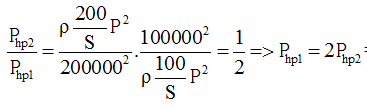 P_hp2/P_hp1 = (ρ (200/S) P²)/200000² . 100000²/(ρ (100/S) P²) = 1/2 => P_hp1 = 2P_hp2 =